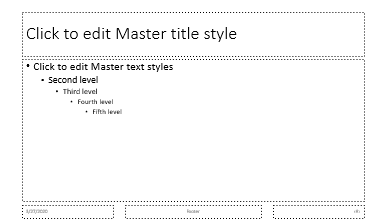 Click to edit Master title style
• Click to edit Master text styles
• Second level
• Third level
• Fourth level
• Fifth level
Footer
‹#›